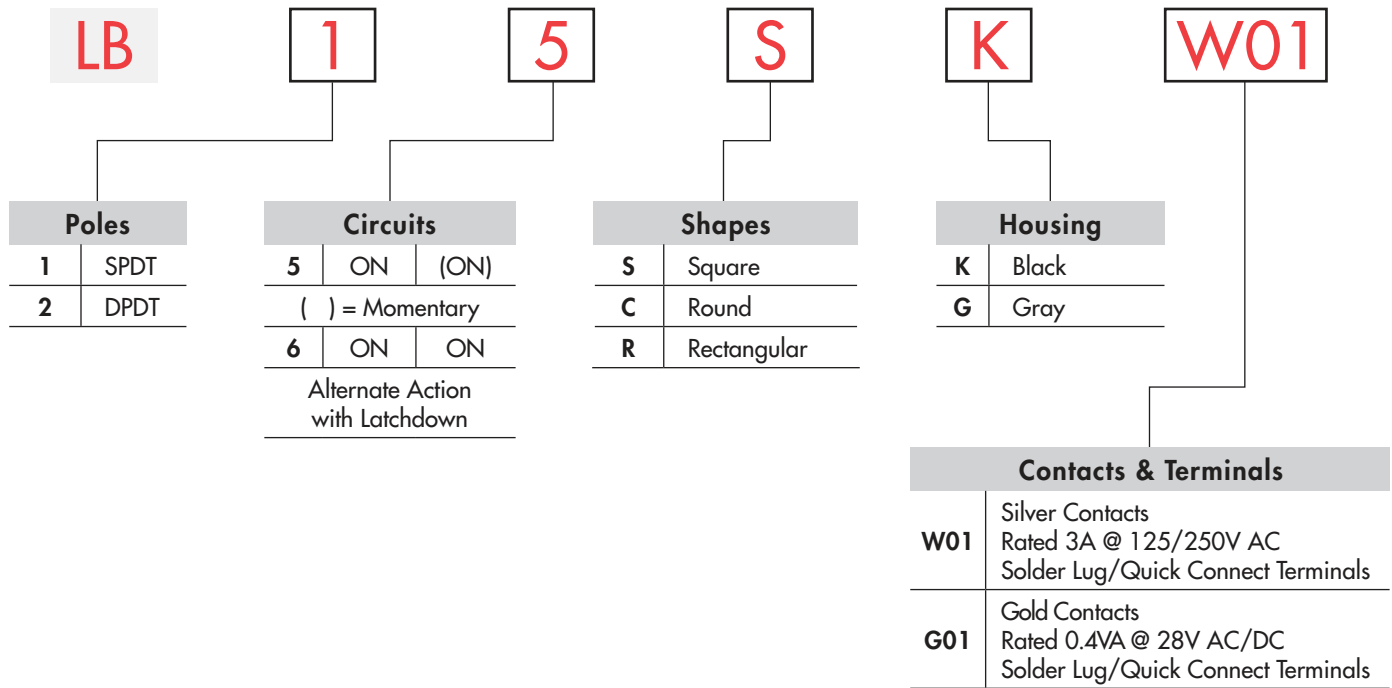 LB 1 5 S K W01
Poles
1 SPDT
2 DPDT
Circuits
5 ON (ON)
( ) = Momentary
6 ON ON
Alternate Action
with Latchdown
Shapes
S Square
C Round
R Rectangular
Housing
K Black
G Gray
Contacts & Terminals
Silver Contacts
W01 Rated 3A @ 125/250V AC
Solder Lug/Quick Connect Terminals
Gold Contacts
G01 Rated 0.4VA @ 28V AC/DC
Solder Lug/Quick Connect Terminals